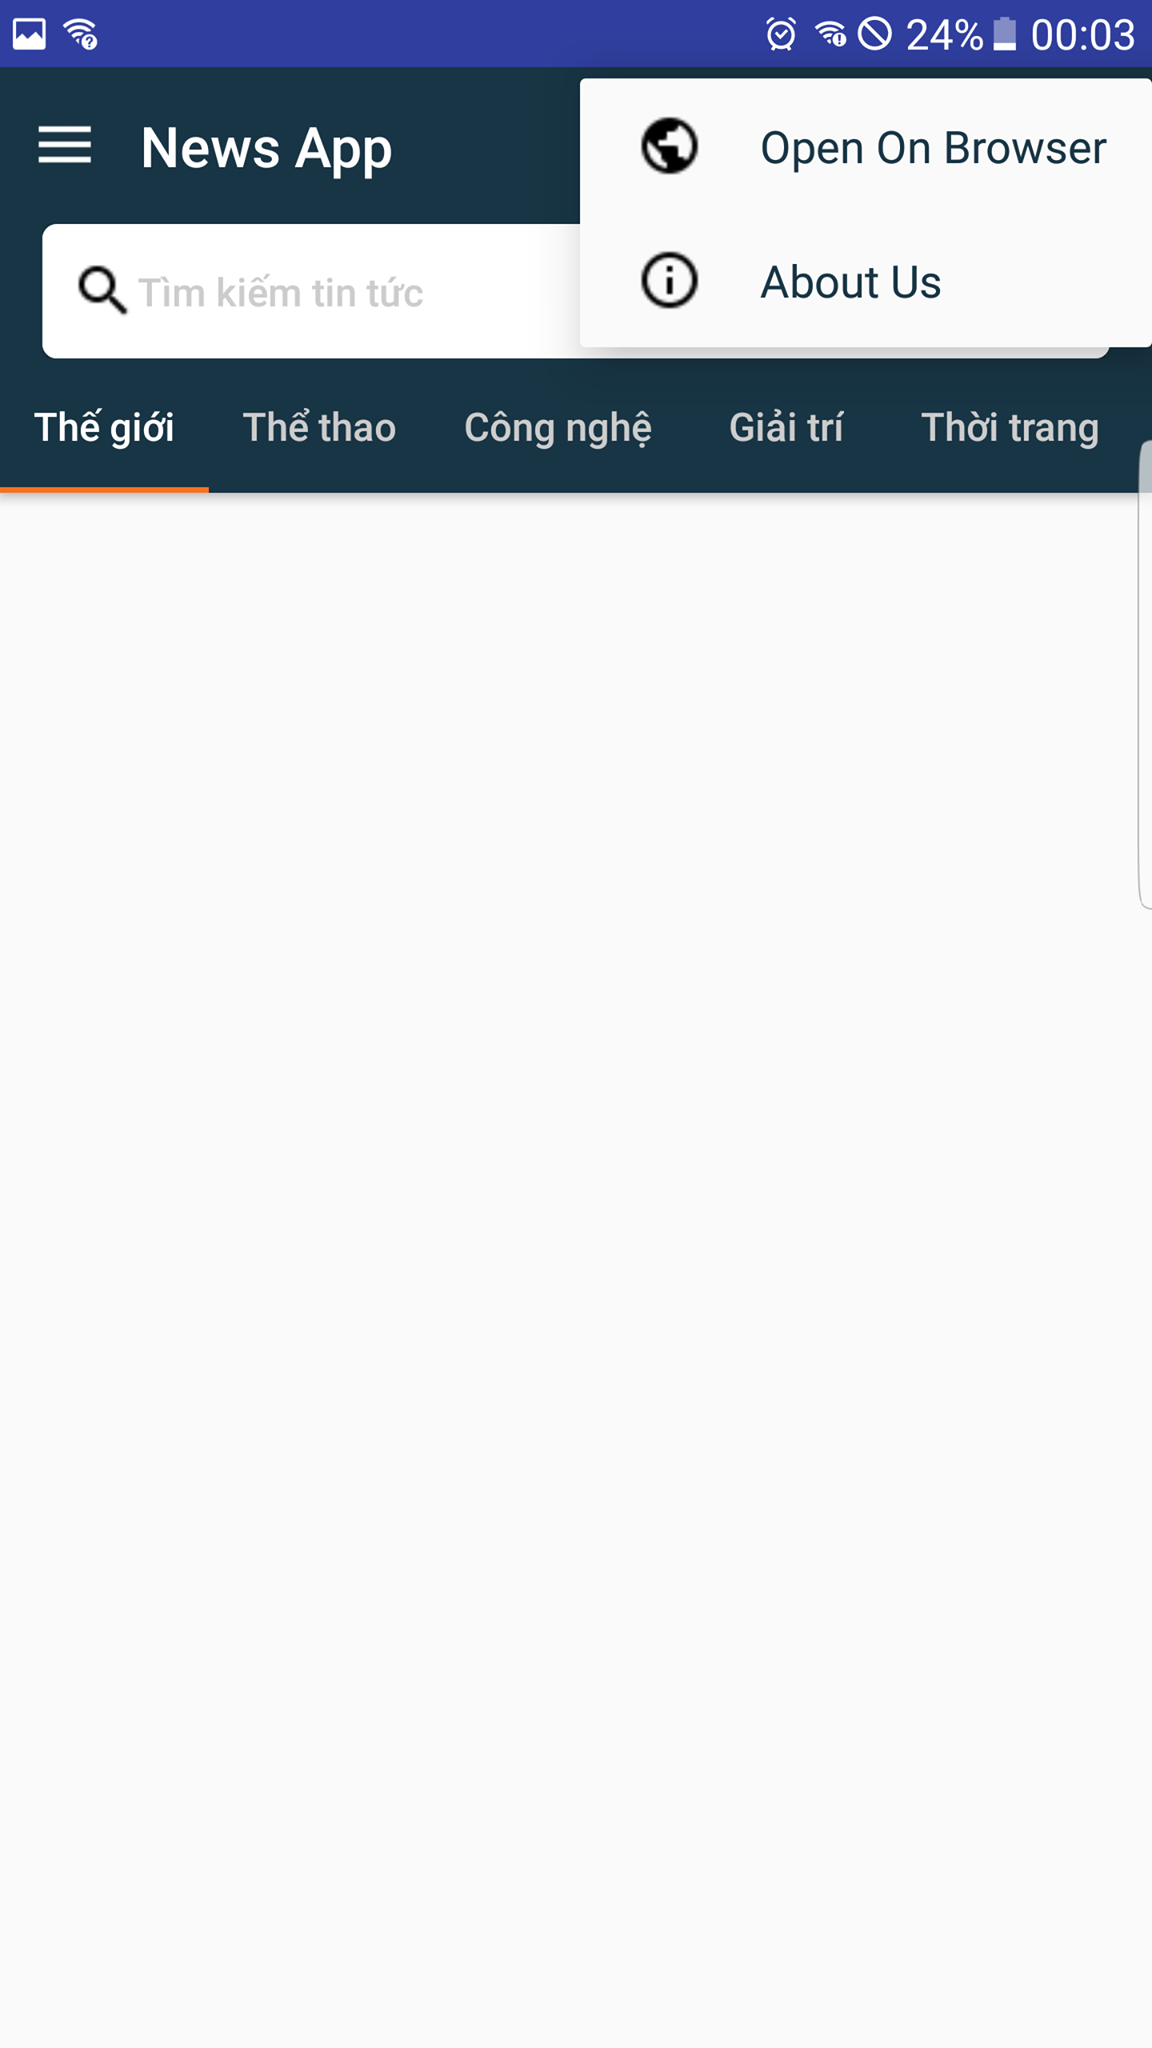 24% 00:03
News App
Open On Browser
Tìm kiếm tin tức
About Us
Thế giới Thể thao Công nghệ Giải trí Thời trang